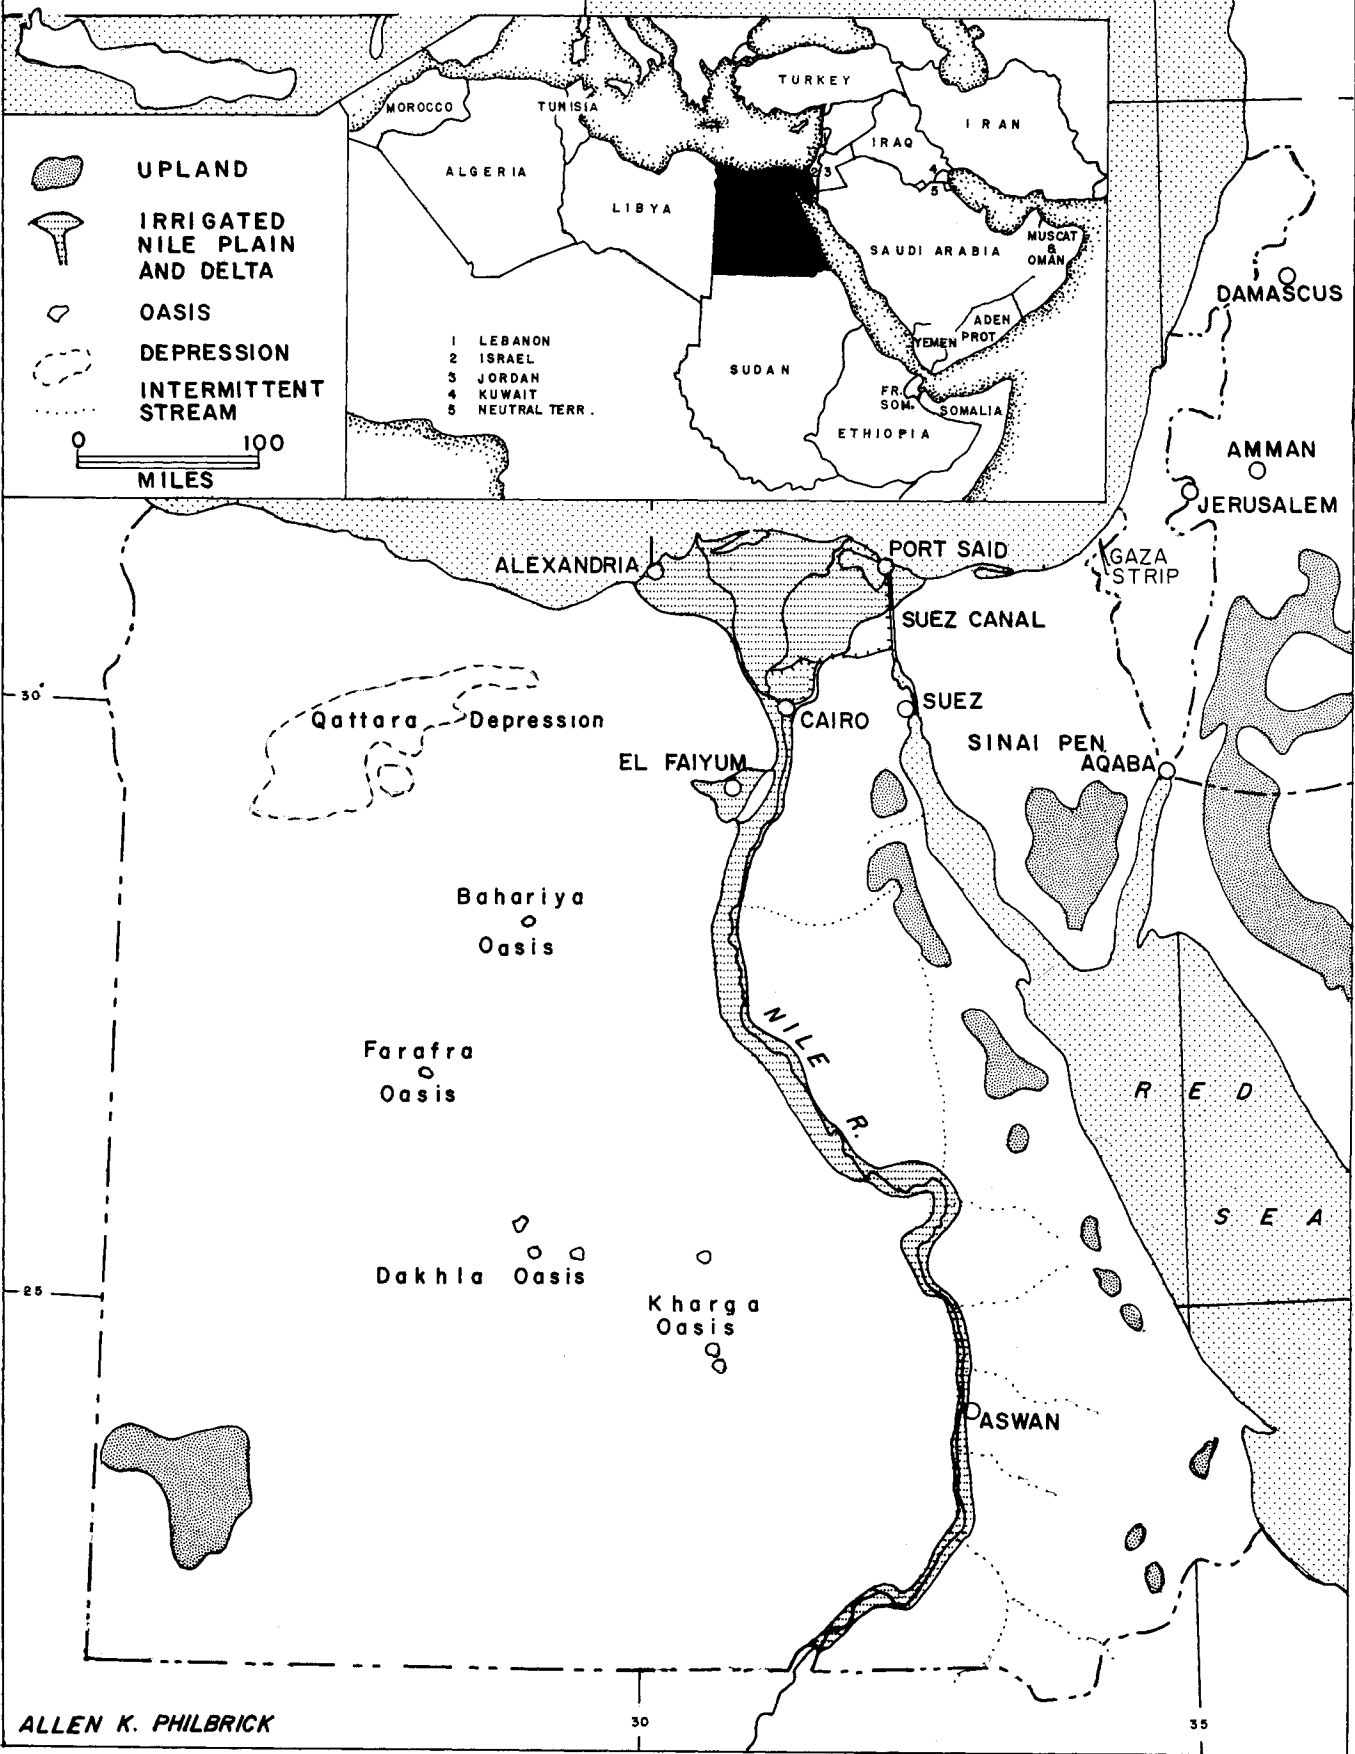 UPLAND
IRRIGATED
NILE PLAIN
AND DELTA
OASIS
DEPRESSION
INTERMITTENT
STREAM
0 100
MILES
TURKEY
MOROCCO
TUNISIA
IRAN
IRAQ
ALGERIA
LIBYA
2
3
4
5
SAUDI ARABIA
MUSCAT
&
OMAN
ADEN
PROT.
YEMEN
SUDAN
FR.
SOM.
SOMALIA
ETHIOPIA
1 LEBANON
2 ISRAEL
3 JORDAN
4 KUWAIT
5 NEUTRAL TERR.
DAMASCUS
AMMAN
JERUSALEM
GAZA
STRIP
ALEXANDRIA
PORT SAID
SUEZ CANAL
30°
Qattara Depression
CAIRO
SUEZ
SINAI PEN.
AQABA
EL FAIYUM
Bahariya
Oasis
NILE R.
Farafra
Oasis
RED
SEA
Dakhla Oasis
25
Kharga
Oasis
ASWAN
30
35
ALLEN K. PHILBRICK